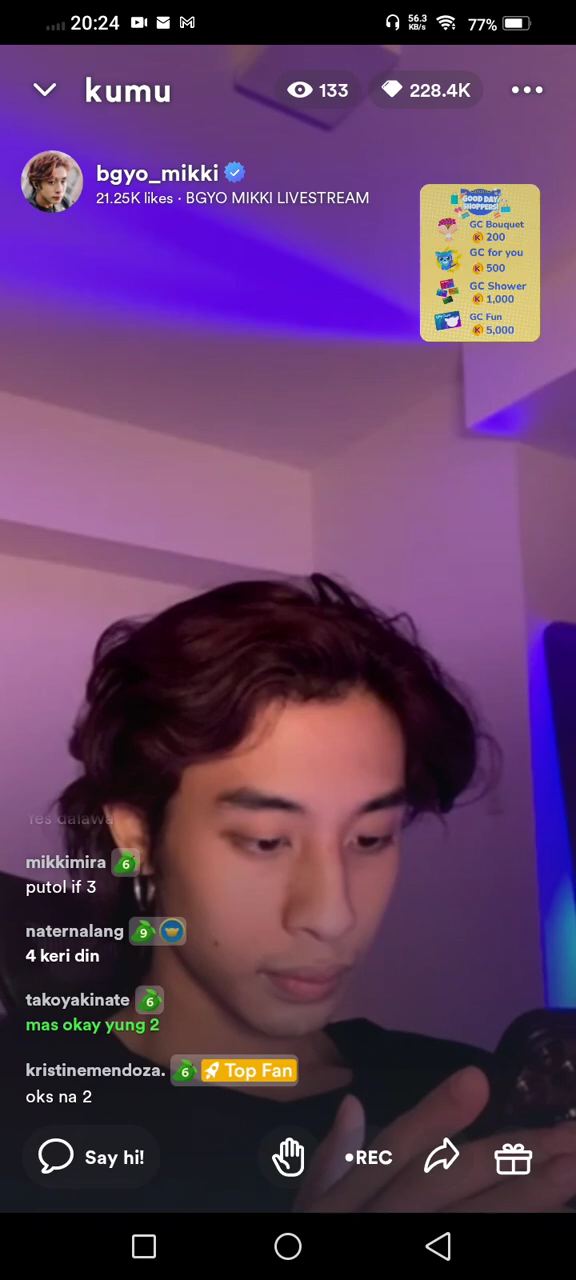 20:24
56.3
KB/s
77%
kumu
133
228.4K
bgyo_mikki
21.25K likes · BGYO MIKKI LIVESTREAM
GOOD DAY
SHOPPERS
GC Bouquet
K 200
GC for you
K 500
GC Shower
K 1,000
GC Fun
K 5,000
Yes dalawa
mikkimira 6
putol if 3
naternalang 9
4 keri din
takoyakinate 6
mas okay yung 2
kristinemendoza. 6 Top Fan
oks na 2
Say hi!
•REC